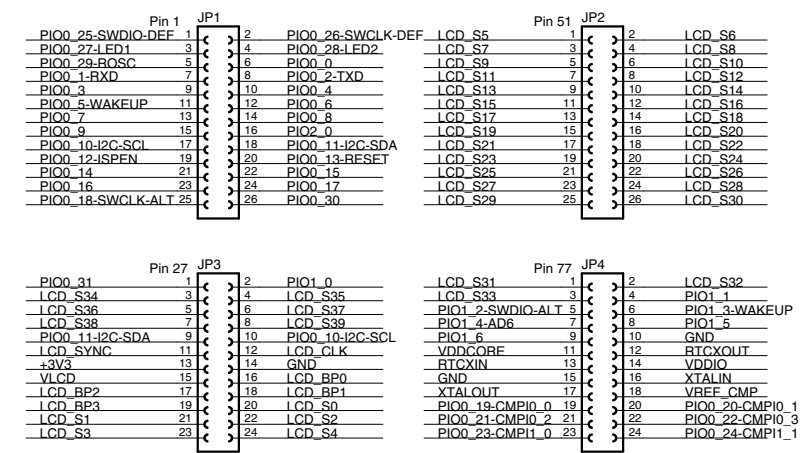 Pin 1 JP1
PIO0_25-SWDIO-DEF 1 2 PIO0_26-SWCLK-DEF
PIO0_27-LED1 3 4 PIO0_28-LED2
PIO0_29-ROSC 5 6 PIO0_0
PIO0_1-RXD 7 8 PIO0_2-TXD
PIO0_3 9 10 PIO0_4
PIO0_5-WAKEUP 11 12 PIO0_6
PIO0_7 13 14 PIO0_8
PIO0_9 15 16 PIO2_0
PIO0_10-I2C-SCL 17 18 PIO0_11-I2C-SDA
PIO0_12-ISPEN 19 20 PIO0_13-RESET
PIO0_14 21 22 PIO0_15
PIO0_16 23 24 PIO0_17
PIO0_18-SWCLK-ALT 25 26 PIO0_30
Pin 51 JP2
LCD_S5 1 2 LCD_S6
LCD_S7 3 4 LCD_S8
LCD_S9 5 6 LCD_S10
LCD_S11 7 8 LCD_S12
LCD_S13 9 10 LCD_S14
LCD_S15 11 12 LCD_S16
LCD_S17 13 14 LCD_S18
LCD_S19 15 16 LCD_S20
LCD_S21 17 18 LCD_S22
LCD_S23 19 20 LCD_S24
LCD_S25 21 22 LCD_S26
LCD_S27 23 24 LCD_S28
LCD_S29 25 26 LCD_S30
Pin 27 JP3
PIO0_31 1 2 PIO1_0
LCD_S34 3 4 LCD_S35
LCD_S36 5 6 LCD_S37
LCD_S38 7 8 LCD_S39
PIO0_11-I2C-SDA 9 10 PIO0_10-I2C-SCL
LCD_SYNC 11 12 LCD_CLK
+3V3 13 14 GND
VLCD 15 16 LCD_BP0
LCD_BP2 17 18 LCD_BP1
LCD_BP3 19 20 LCD_S0
LCD_S1 21 22 LCD_S2
LCD_S3 23 24 LCD_S4
Pin 77 JP4
LCD_S31 1 2 LCD_S32
LCD_S33 3 4 PIO1_1
PIO1_2-SWDIO-ALT 5 6 PIO1_3-WAKEUP
PIO1_4-AD6 7 8 PIO1_5
PIO1_6 9 10 GND
VDDCORE 11 12 RTCXOUT
RTCXIN 13 14 VDDIO
GND 15 16 XTALIN
XTALOUT 17 18 VREF_CMP
PIO0_19-CMPI0_0 19 20 PIO0_20-CMPI0_1
PIO0_21-CMPI0_2 21 22 PIO0_22-CMPI0_3
PIO0_23-CMPI1_0 23 24 PIO0_24-CMPI1_1